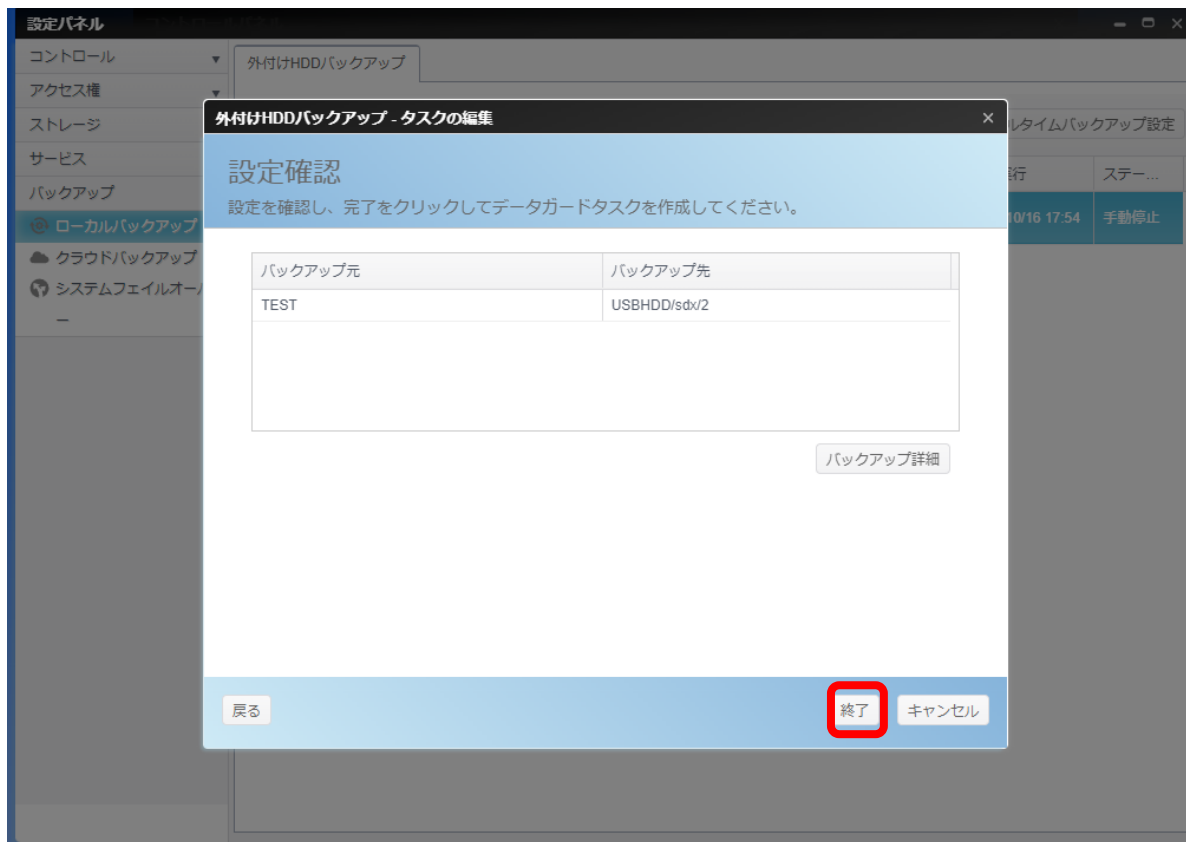 設定パネル
コントロール
外付けHDDバックアップ
アクセス権
ストレージ
外付けHDDバックアップ - タスクの編集
ルタイムバックアップ設定
サービス
設定確認
行 ステー...
バックアップ
設定を確認し、完了をクリックしてデータガードタスクを作成してください。
ローカルバックアップ
10/16 17:54 手動停止
クラウドバックアップ
バックアップ元 バックアップ先
システムフェイルオー
ー
TEST USBHDD/sdx/2
バックアップ詳細
戻る 終了 キャンセル